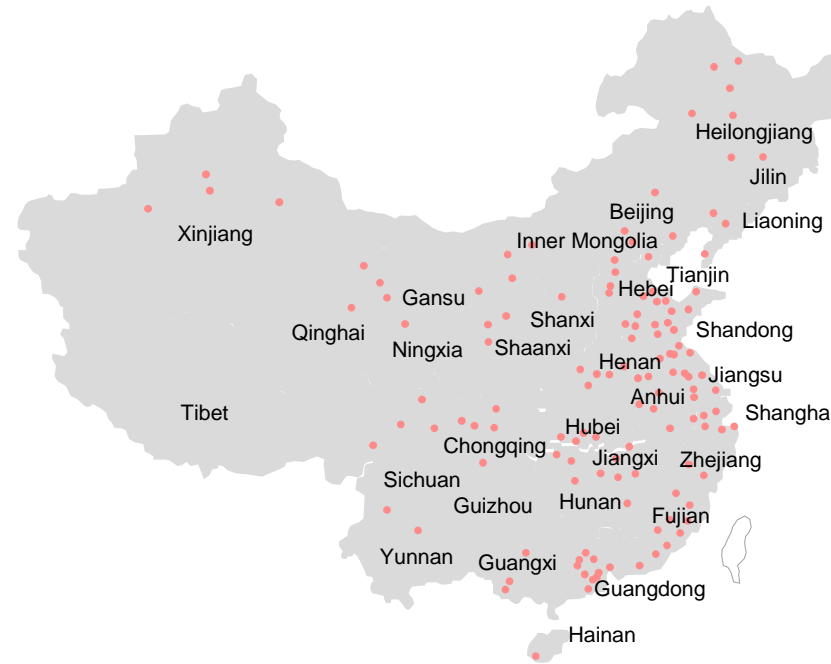 Heilongjiang
Jilin
Beijing
Liaoning
Xinjiang
Inner Mongolia
Tianjin
Hebei
Gansu
Shanxi
Qinghai
Ningxia
Shaanxi
Shandong
Henan
Jiangsu
Anhui
Tibet
Shangha
Hubei
Chongqing
Jiangxi
Zhejiang
Sichuan
Guizhou
Hunan
Fujian
Yunnan
Guangxi
Guangdong
Hainan